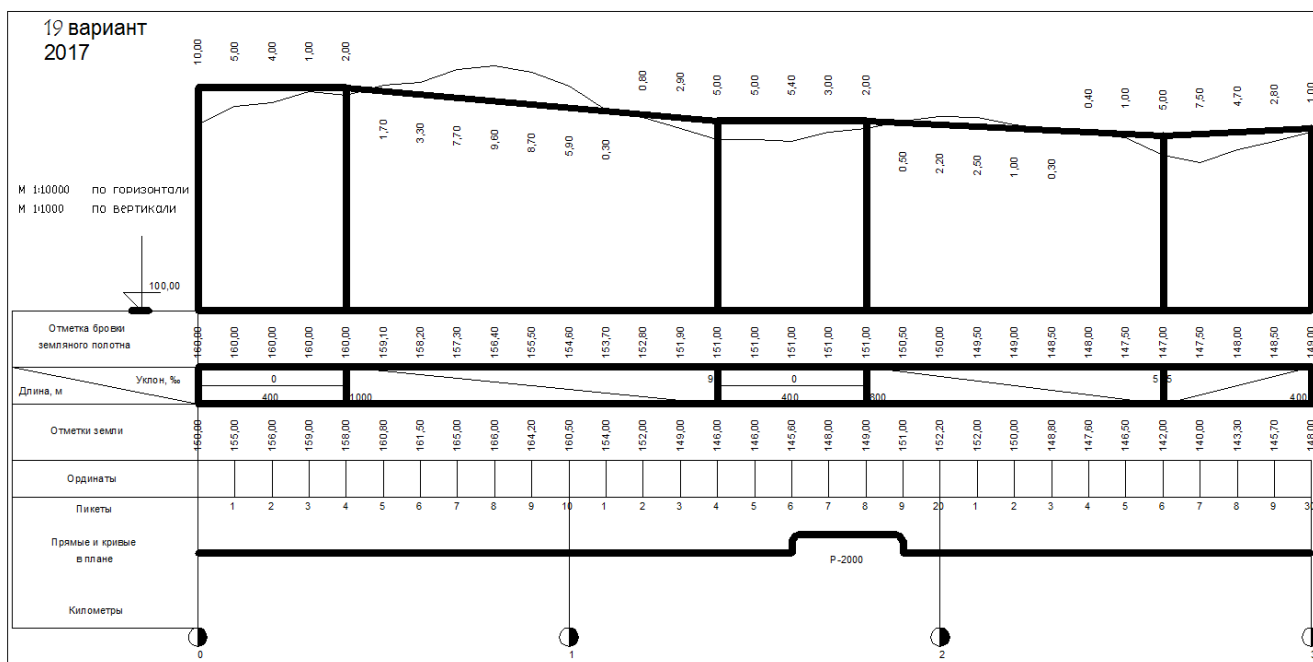 19 вариант
2017
10,00 5,00 4,00 1,00 2,00 0,80 2,90 5,00 5,00 5,40 3,00 2,00 0,40 1,00 5,00 7,50 4,70 2,80 1,00
1,70 3,30 7,70 9,60 8,70 5,90 0,30 0,50 2,20 2,50 1,00 0,30
М 1:10000 по горизонтали
М 1:1000 по вертикали
100,00
Отметка бровки
земляного полотна
160,00 160,00 160,00 160,00 160,00 159,10 158,20 157,30 156,40 155,50 154,60 153,70 152,80 151,90 151,00 151,00 151,00 151,00 151,00 150,50 150,00 149,50 149,00 148,50 148,00 147,50 147,00 147,50 148,00 148,50 149,00
Уклон, ‰ 0 9 0 5 5
Длина, м 400 1000 400 800 400
Отметки земли
150,00 155,00 156,00 159,00 158,00 160,80 161,50 165,00 166,00 164,20 160,50 154,00 152,00 149,00 146,00 146,00 145,60 148,00 149,00 151,00 152,20 152,00 150,00 148,80 147,60 146,50 142,00 140,00 143,30 145,70 148,00
Ординаты
Пикеты 1 2 3 4 5 6 7 8 9 10 1 2 3 4 5 6 7 8 9 20 1 2 3 4 5 6 7 8 9 30
Прямые и кривые
в плане
Р-2000
Километры
0 1 2 3